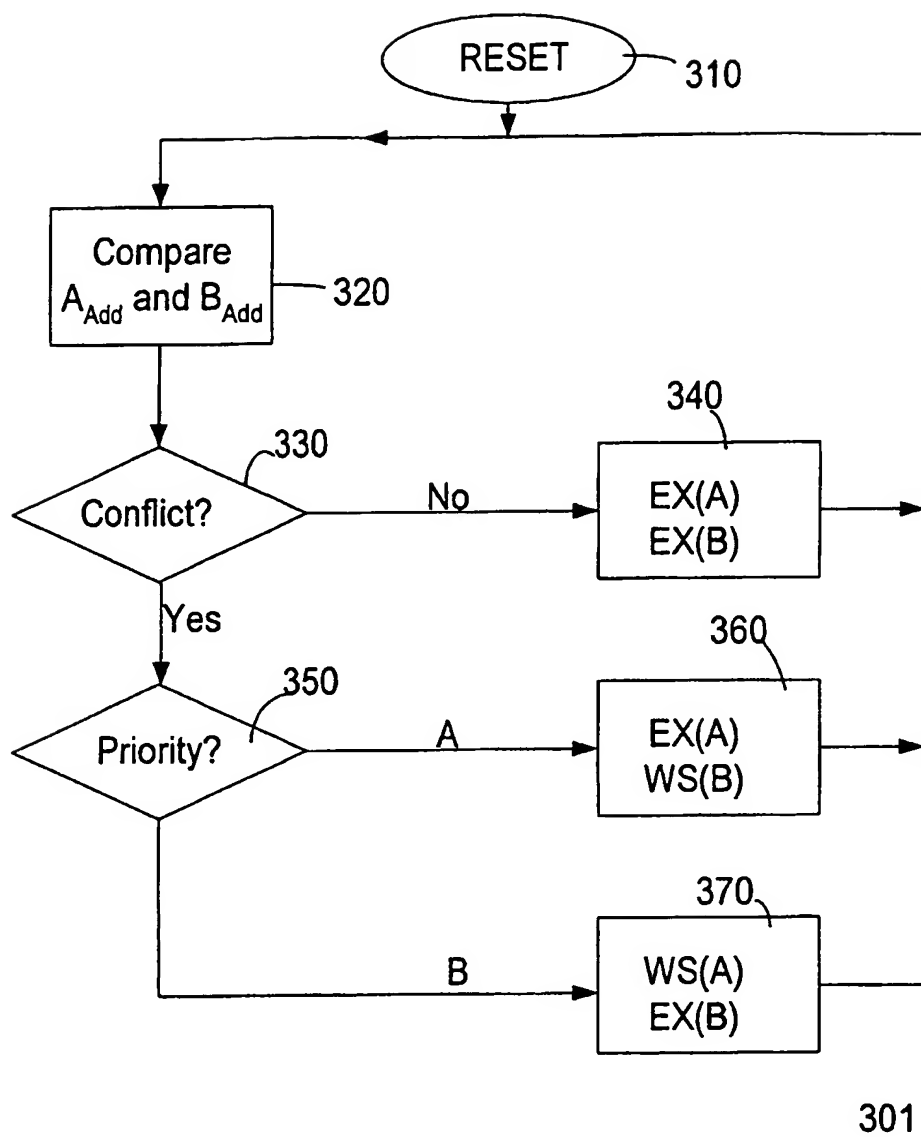 RESET
310
Compare
A_Add and B_Add
320
330
Conflict?
No
340
EX(A)
EX(B)
Yes
350
Priority?
A
360
EX(A)
WS(B)
B
370
WS(A)
EX(B)
301